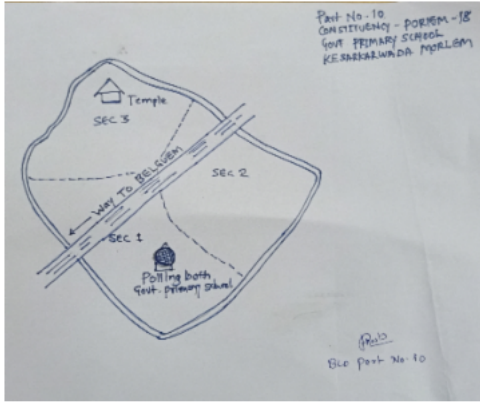 Part No. 10
CONSTITUENCY - PORIEM - 18
GOVT PRIMARY SCHOOL
KESARKARWADA MORLEM
Temple
SEC 3
WAY TO BELGUEM
SEC 2
SEC 1
Polling both
Govt. primary school
BLO Part No. 10